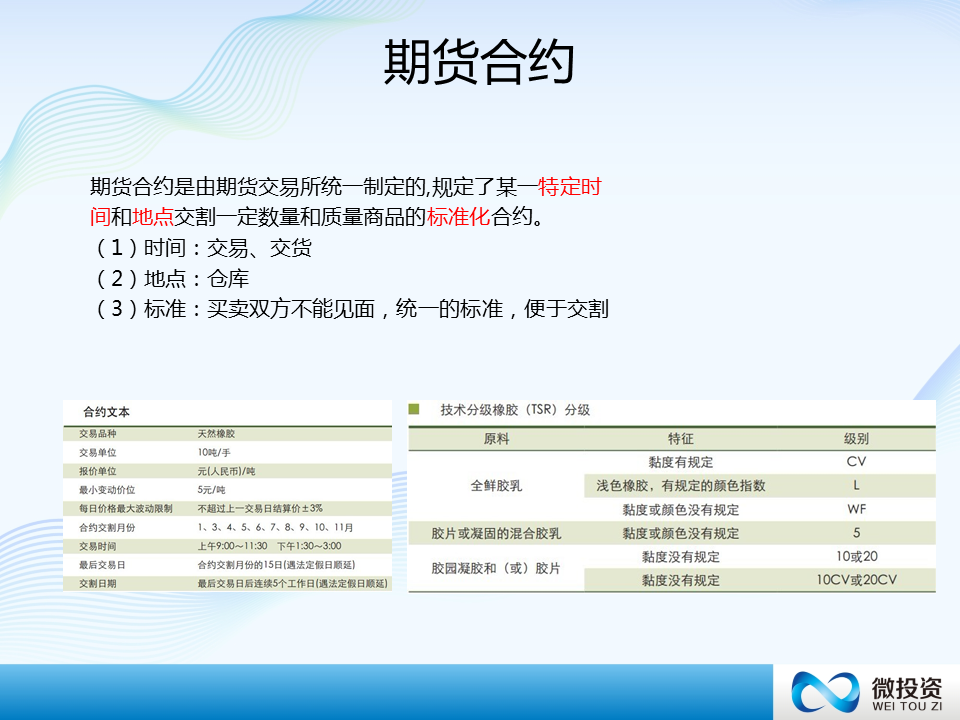 期货合约
期货合约是由期货交易所统一制定的,规定了某一特定时
间和地点交割一定数量和质量商品的标准化合约。
（1）时间：交易、交货
（2）地点：仓库
（3）标准：买卖双方不能见面，统一的标准，便于交割
合约文本
交易品种 天然橡胶
交易单位 10吨/手
报价单位 元(人民币)/吨
最小变动价位 5元/吨
每日价格最大波动限制 不超过上一交易日结算价±3%
合约交割月份 1、3、4、5、6、7、8、9、10、11月
交易时间 上午9:00～11:30 下午1:30～3:00
最后交易日 合约交割月份的15日(遇法定假日顺延)
交割日期 最后交易日后连续5个工作日(遇法定假日顺延)
技术分级橡胶（TSR）分级
原料 特征 级别
黏度有规定 CV
全鲜胶乳 浅色橡胶，有规定的颜色指数 L
黏度或颜色没有规定 WF
胶片或凝固的混合胶乳 黏度或颜色没有规定 5
黏度没有规定 10或20
胶园凝胶和（或）胶片
黏度没有规定 10CV或20CV
微投资
WEI TOU ZI